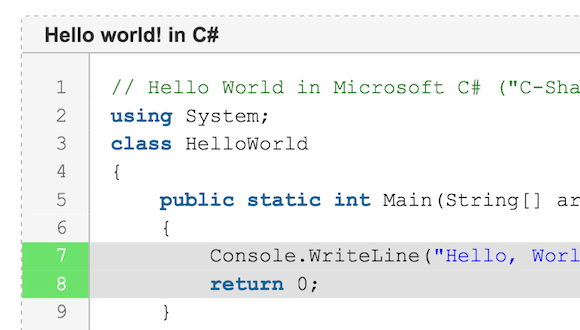 Hello world! in C#
1 // Hello World in Microsoft C# ("C-Sha
2 using System;
3 class HelloWorld
4 {
5 public static int Main(String[] ar
6 {
7 Console.WriteLine("Hello, Worl
8 return 0;
9 }